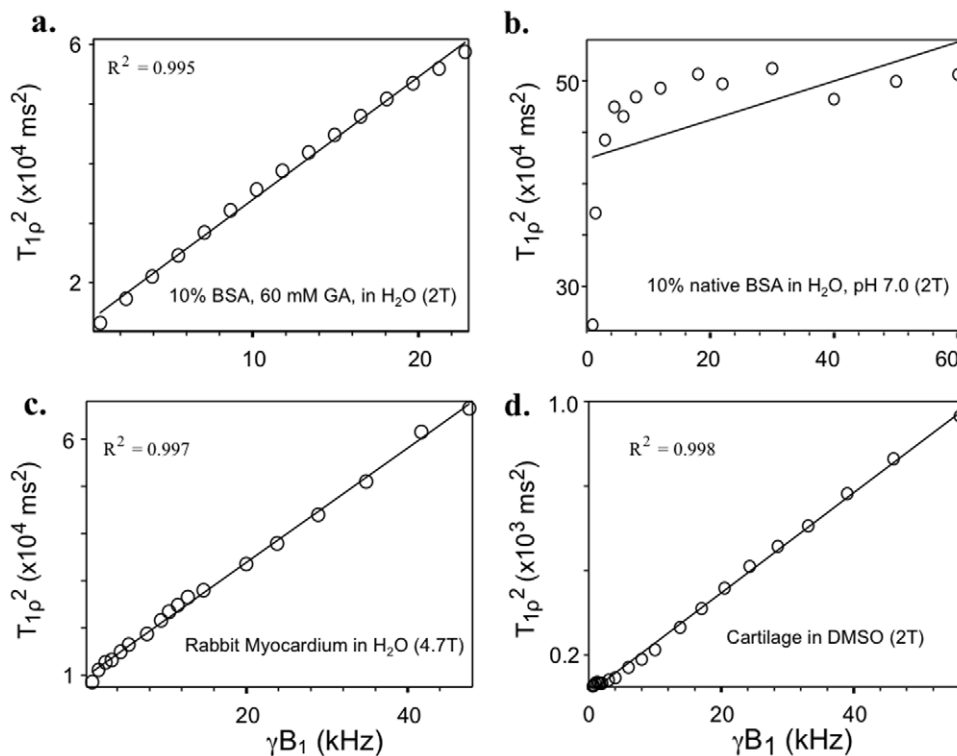 a.
6
R² = 0.995
T₁ρ² (x10⁴ ms²)
2
10% BSA, 60 mM GA, in H₂O (2T)
10 20
b.
50
T₁ρ² (x10⁴ ms²)
30
10% native BSA in H₂O, pH 7.0 (2T)
0 20 40 60
c.
6
R² = 0.997
T₁ρ² (x10⁴ ms²)
Rabbit Myocardium in H₂O (4.7T)
1
20 40
γB₁ (kHz)
d.
1.0
R² = 0.998
T₁ρ² (x10³ ms²)
0.2
Cartilage in DMSO (2T)
0 20 40
γB₁ (kHz)